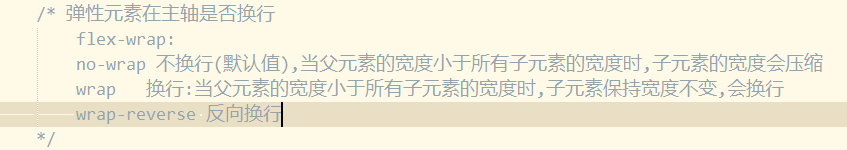 /* 弹性元素在主轴是否换行
flex-wrap:
no-wrap 不换行(默认值),当父元素的宽度小于所有子元素的宽度时,子元素的宽度会压缩
wrap 换行:当父元素的宽度小于所有子元素的宽度时,子元素保持宽度不变,会换行
wrap-reverse 反向换行
*/